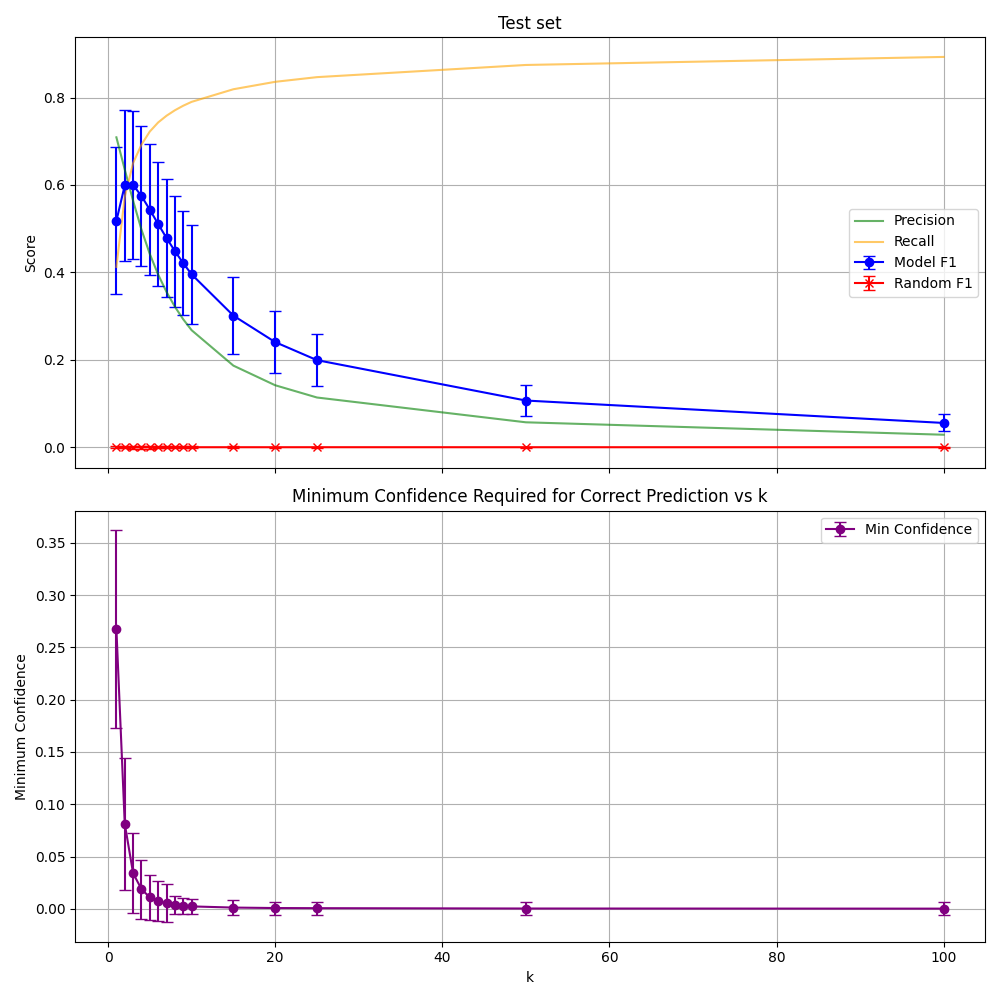 Test set
0.8
0.6
0.4
0.2
0.0
Score
Precision
Recall
Model F1
Random F1
Minimum Confidence Required for Correct Prediction vs k
0.35
0.30
0.25
0.20
0.15
0.10
0.05
0.00
Minimum Confidence
Min Confidence
0 20 40 60 80 100
k